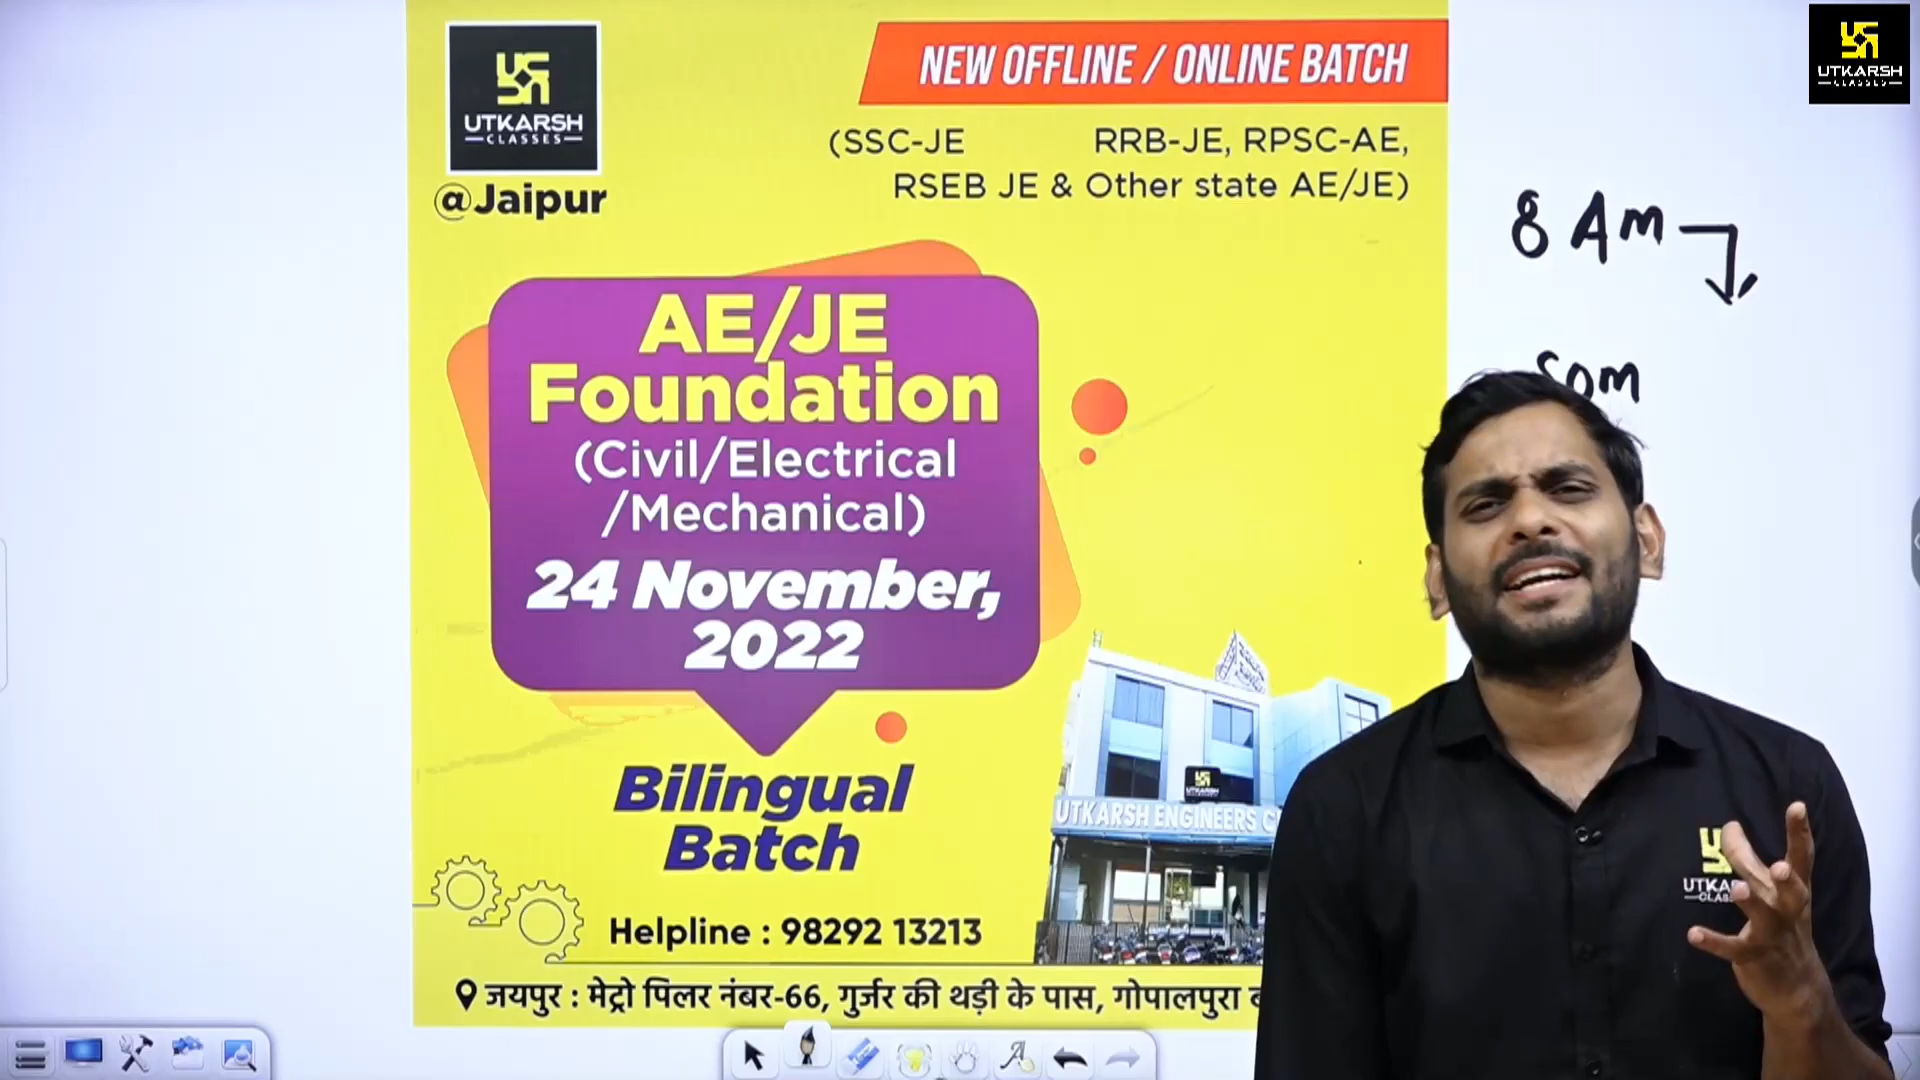 UTKARSH
CLASSES
@Jaipur
NEW OFFLINE / ONLINE BATCH
(SSC-JE RRB-JE, RPSC-AE,
RSEB JE & Other state AE/JE)
AE/JE
Foundation
(Civil/Electrical
/Mechanical)
24 November,
2022
Bilingual
Batch
Helpline : 98292 13213
जयपुर : मेट्रो पिलर नंबर-66, गुर्जर की थड़ी के पास, गोपालपुरा
UTKARSH ENGINEERS
UTKARSH
8 Am
som
UTKARSH
CLASSES